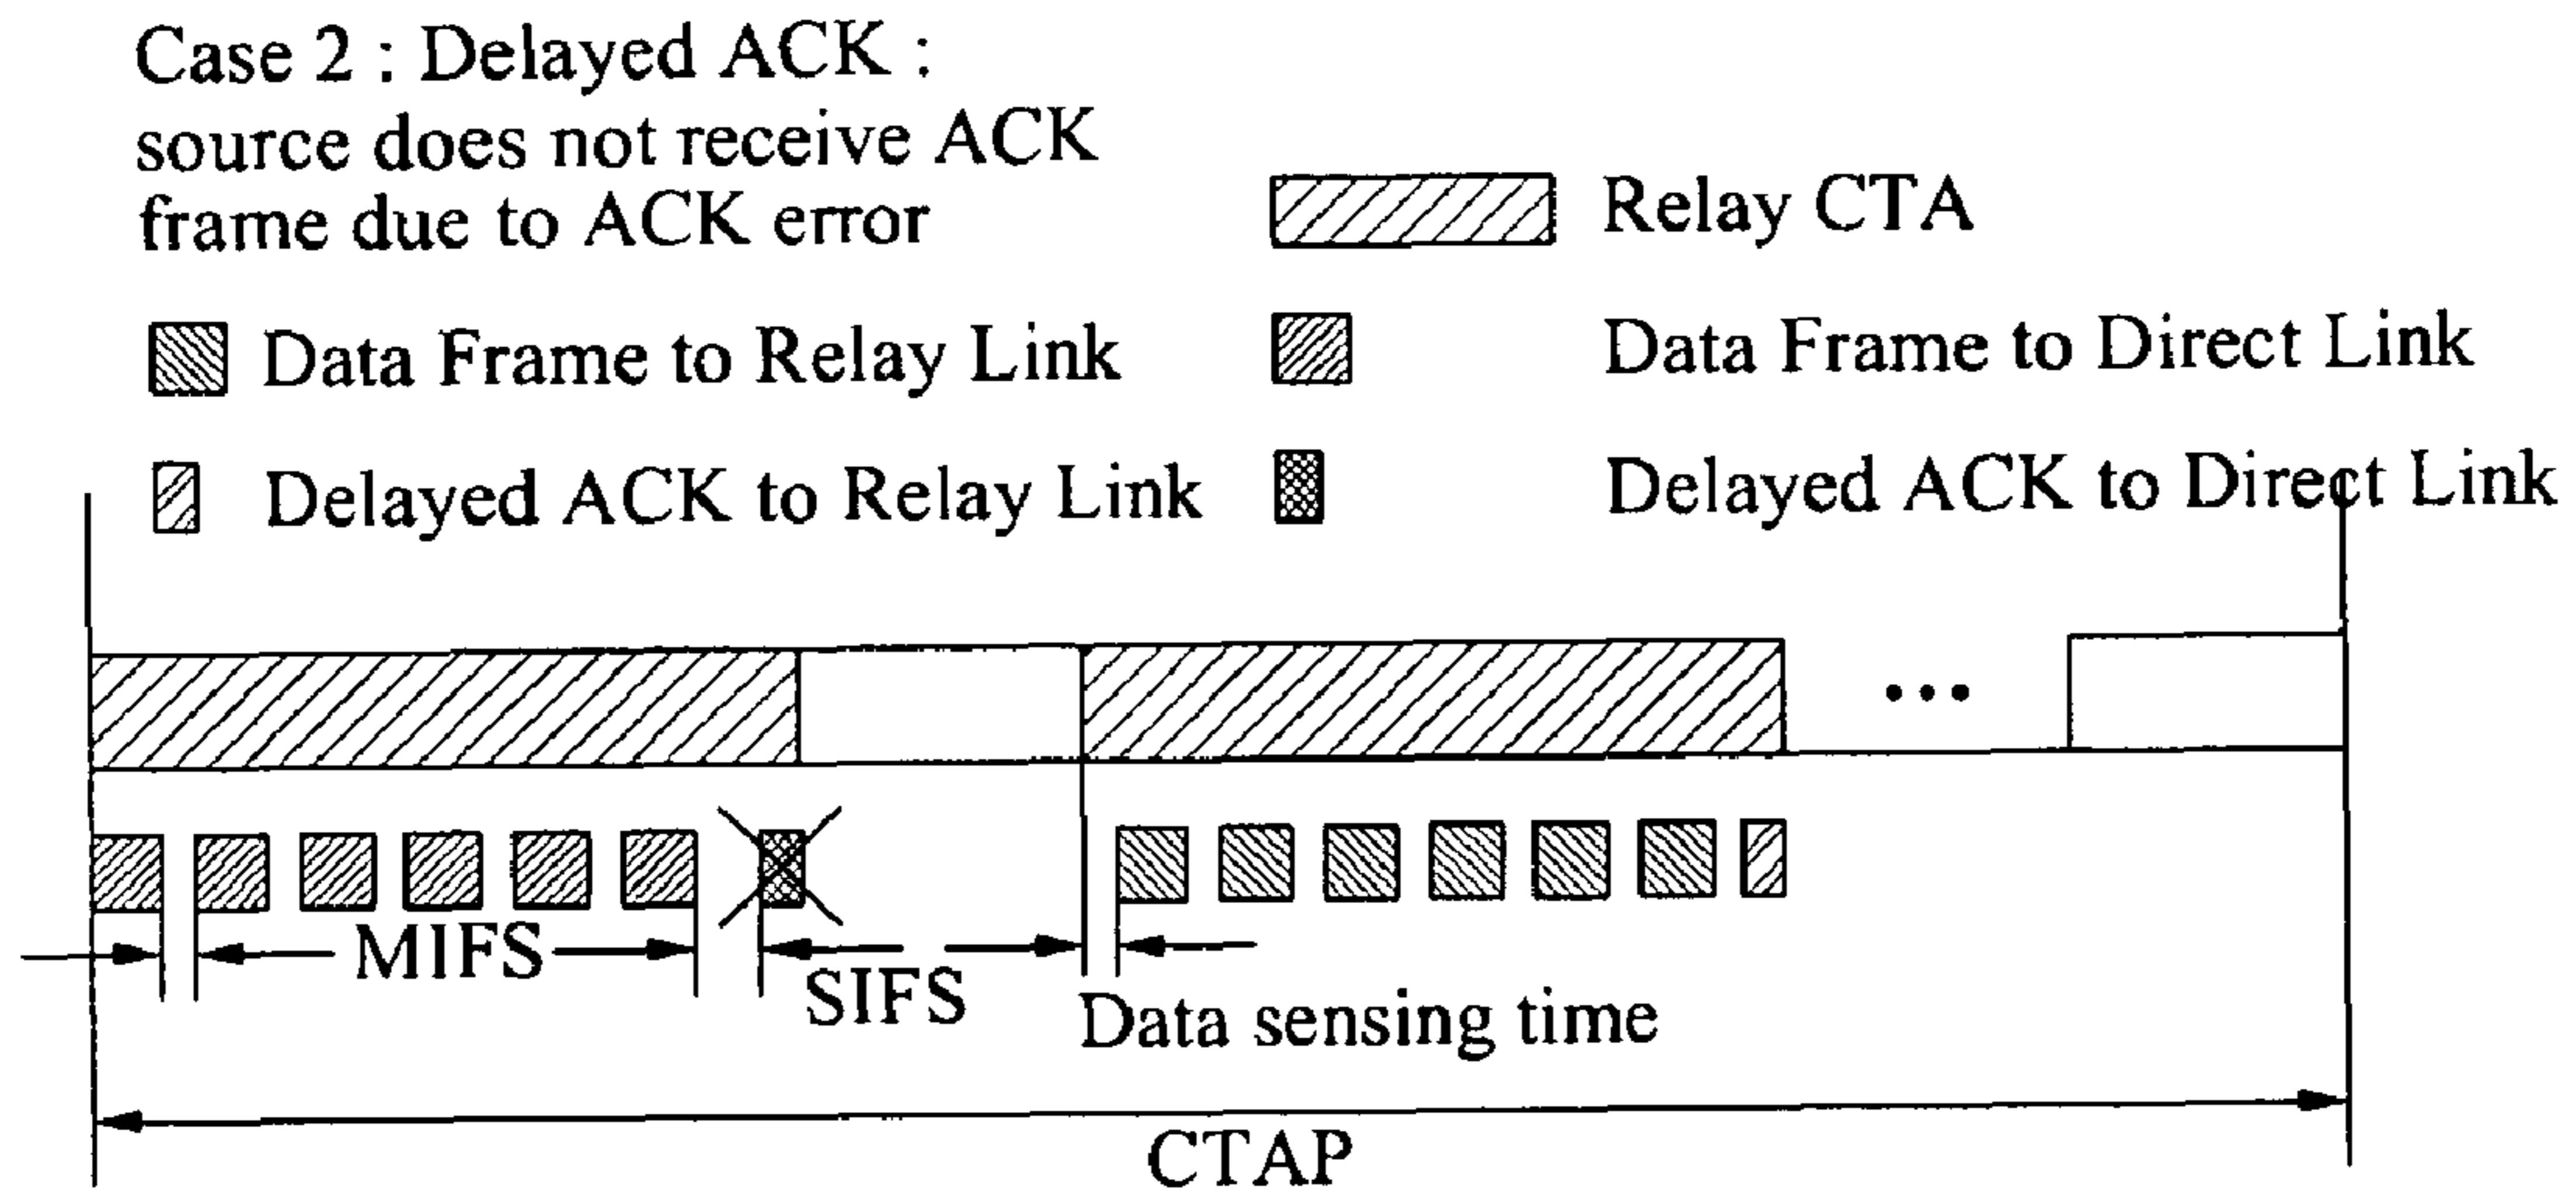 Case 2 : Delayed ACK :
source does not receive ACK
frame due to ACK error
Relay CTA
Data Frame to Relay Link
Data Frame to Direct Link
Delayed ACK to Relay Link
Delayed ACK to Direct Link
...
MIFS
SIFS
Data sensing time
CTAP